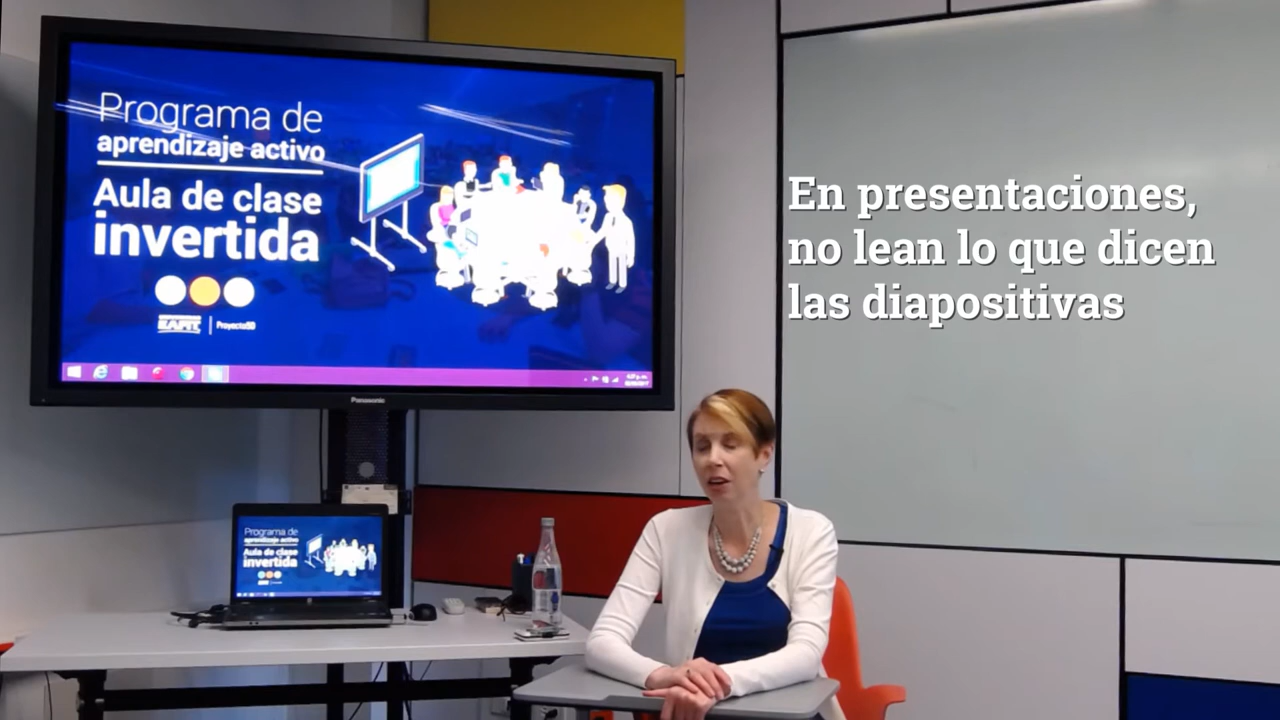 Programa de
aprendizaje activo
Aula de clase
invertida
EAFIT
Proyecto50
En presentaciones,
no lean lo que dicen
las diapositivas
Panasonic
Programa de
aprendizaje activo
Aula de clase
invertida